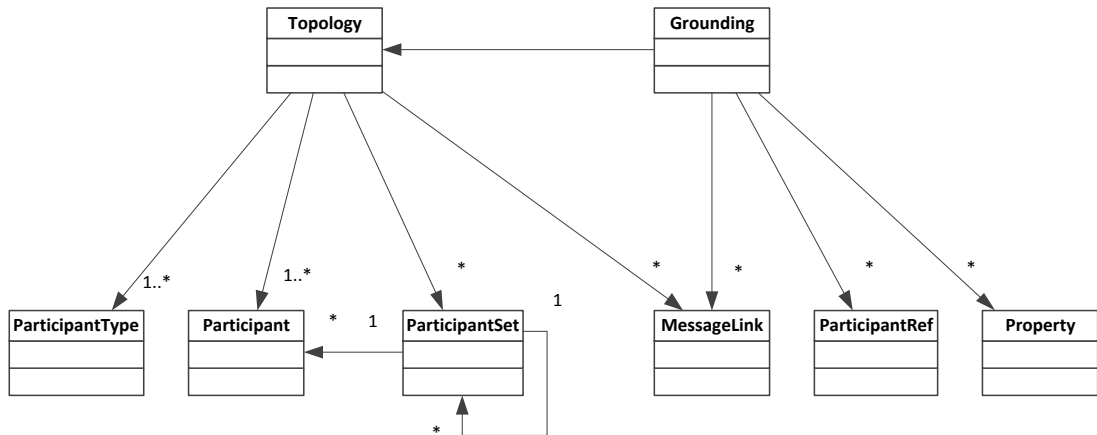 Topology
Grounding
1..*
1..*
*
*
*
*
*
ParticipantType
Participant
ParticipantSet
MessageLink
ParticipantRef
Property
*
1
1
*